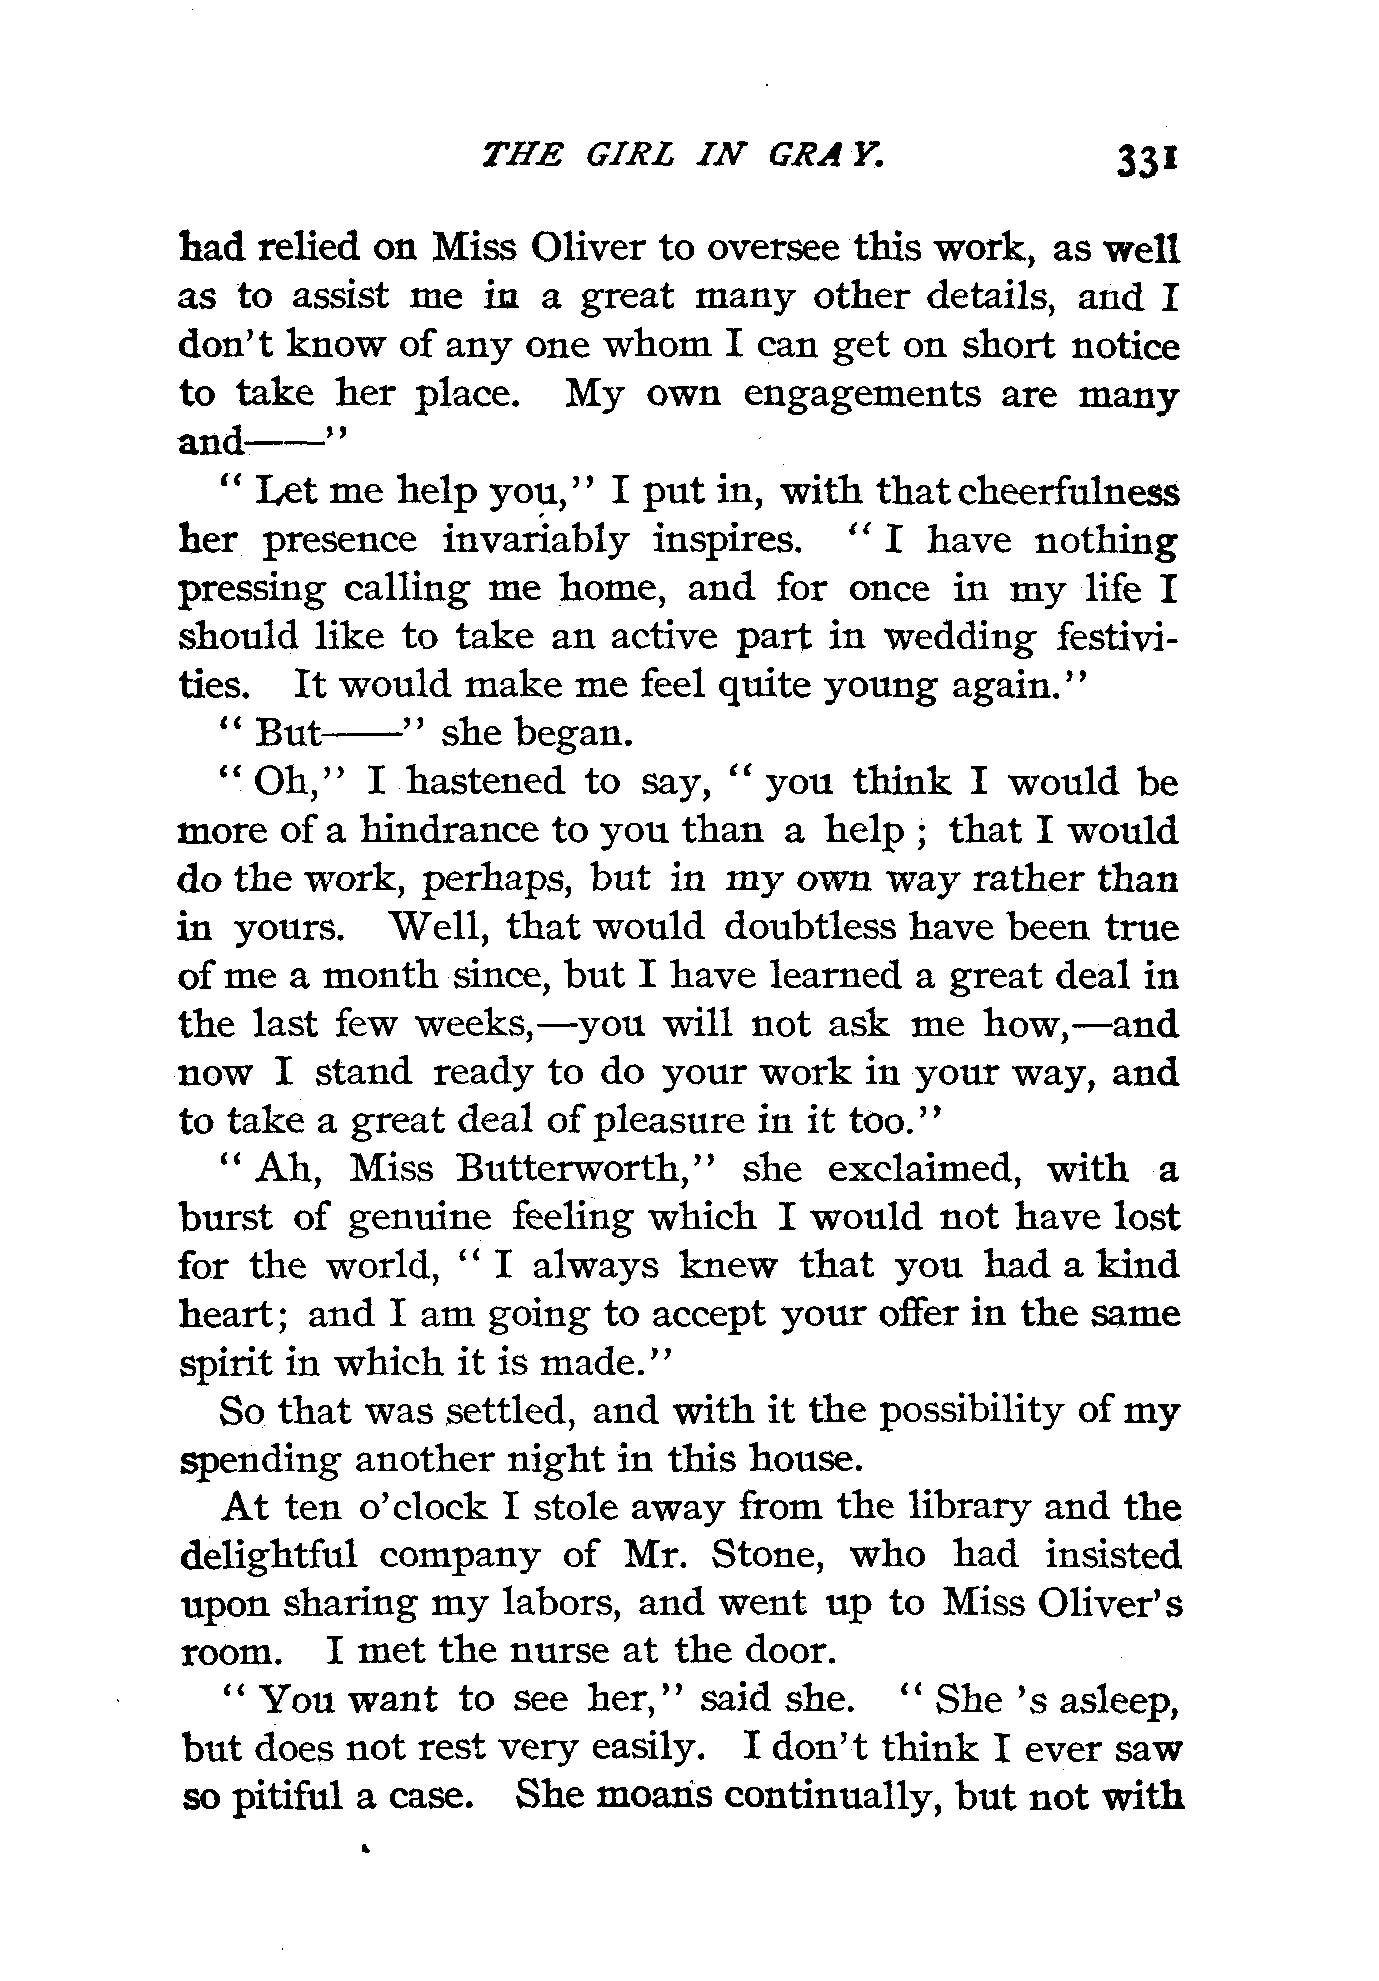 THE GIRL IN GRAY. 331
had relied on Miss Oliver to oversee this work, as well
as to assist me in a great many other details, and I
don't know of any one whom I can get on short notice
to take her place. My own engagements are many
and——"
" Let me help you," I put in, with that cheerfulness
her presence invariably inspires. " I have nothing
pressing calling me home, and for once in my life I
should like to take an active part in wedding festivi-
ties. It would make me feel quite young again."
" But——" she began.
" Oh," I hastened to say, " you think I would be
more of a hindrance to you than a help ; that I would
do the work, perhaps, but in my own way rather than
in yours. Well, that would doubtless have been true
of me a month since, but I have learned a great deal in
the last few weeks,—you will not ask me how,—and
now I stand ready to do your work in your way, and
to take a great deal of pleasure in it too."
" Ah, Miss Butterworth," she exclaimed, with a
burst of genuine feeling which I would not have lost
for the world, " I always knew that you had a kind
heart; and I am going to accept your offer in the same
spirit in which it is made."
So that was settled, and with it the possibility of my
spending another night in this house.
At ten o'clock I stole away from the library and the
delightful company of Mr. Stone, who had insisted
upon sharing my labors, and went up to Miss Oliver's
room. I met the nurse at the door.
" You want to see her," said she. " She 's asleep,
but does not rest very easily. I don't think I ever saw
so pitiful a case. She moans continually, but not with